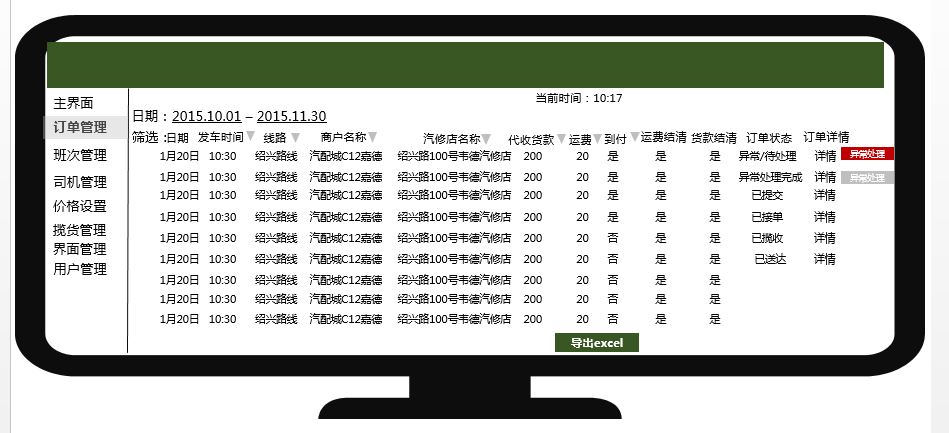 当前时间：10:17
主界面
订单管理
班次管理
司机管理
价格设置
揽货管理
界面管理
用户管理
日期：2015.10.01 – 2015.11.30
筛选 :日期 发车时间 线路 商户名称 汽修店名称 代收货款 运费 到付 运费结清 货款结清 订单状态 订单详情
1月20日 10:30 绍兴路线 汽配城C12嘉德 绍兴路100号韦德汽修店 200 20 是 是 是 异常/待处理 详情 异常处理
1月20日 10:30 绍兴路线 汽配城C12嘉德 绍兴路100号韦德汽修店 200 20 是 是 是 异常处理完成 详情 异常处理
1月20日 10:30 绍兴路线 汽配城C12嘉德 绍兴路100号韦德汽修店 200 20 是 是 是 已提交 详情
1月20日 10:30 绍兴路线 汽配城C12嘉德 绍兴路100号韦德汽修店 200 20 是 是 是 已接单 详情
1月20日 10:30 绍兴路线 汽配城C12嘉德 绍兴路100号韦德汽修店 200 20 否 是 是 已揽收 详情
1月20日 10:30 绍兴路线 汽配城C12嘉德 绍兴路100号韦德汽修店 200 20 否 是 是 已送达 详情
1月20日 10:30 绍兴路线 汽配城C12嘉德 绍兴路100号韦德汽修店 200 20 否 是 是
1月20日 10:30 绍兴路线 汽配城C12嘉德 绍兴路100号韦德汽修店 200 20 否 是 是
1月20日 10:30 绍兴路线 汽配城C12嘉德 绍兴路100号韦德汽修店 200 20 否 是 是
导出excel